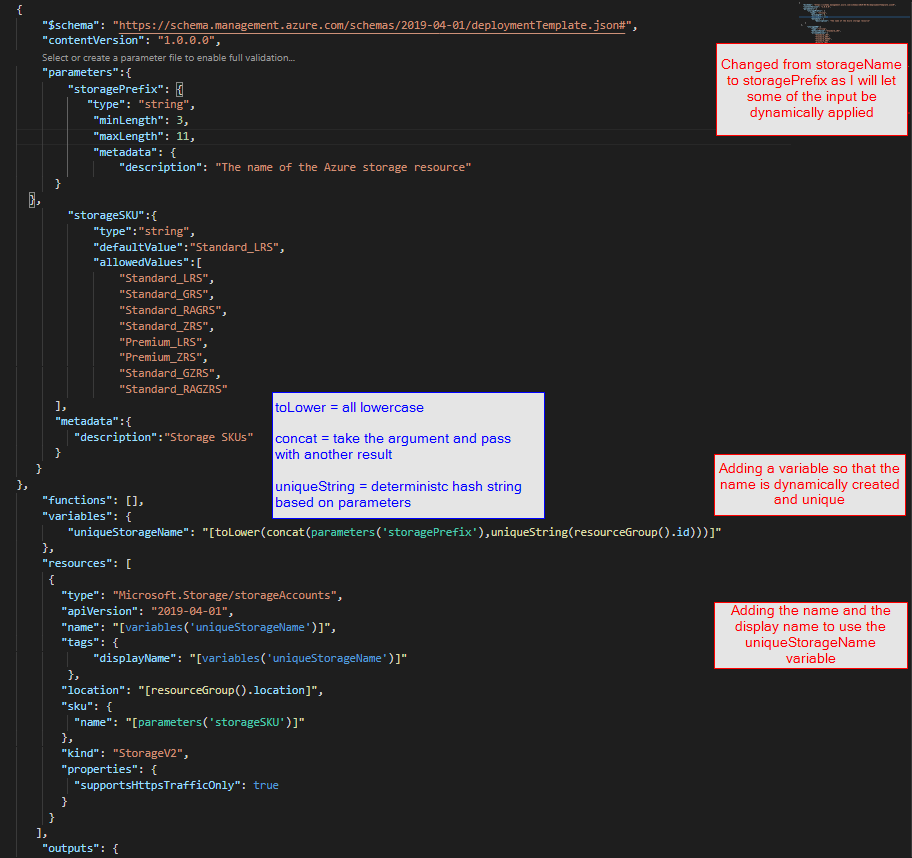 {
"$schema": "https://schema.management.azure.com/schemas/2019-04-01/deploymentTemplate.json#",
"contentVersion": "1.0.0.0",
Select or create a parameter file to enable full validation...
"parameters":{
"storagePrefix": {
"type": "string",
"minLength": 3,
"maxLength": 11,
"metadata": {
"description": "The name of the Azure storage resource"
}
},
"storageSKU":{
"type":"string",
"defaultValue":"Standard_LRS",
"allowedValues":[
"Standard_LRS",
"Standard_GRS",
"Standard_RAGRS",
"Standard_ZRS",
"Premium_LRS",
"Premium_ZRS",
"Standard_GZRS",
"Standard_RAGZRS"
],
"metadata":{
"description":"Storage SKUs"
}
}
},
"functions": [],
"variables": {
"uniqueStorageName": "[toLower(concat(parameters('storagePrefix'),uniqueString(resourceGroup().id)))]"
},
"resources": [
{
"type": "Microsoft.Storage/storageAccounts",
"apiVersion": "2019-04-01",
"name": "[variables('uniqueStorageName')]",
"tags": {
"displayName": "[variables('uniqueStorageName')]"
},
"location": "[resourceGroup().location]",
"sku": {
"name": "[parameters('storageSKU')]"
},
"kind": "StorageV2",
"properties": {
"supportsHttpsTrafficOnly": true
}
}
],
"outputs": {
Changed from storageName
to storagePrefix as I will let
some of the input be
dynamically applied
toLower = all lowercase
concat = take the argument and pass
with another result
uniqueString = deterministc hash string
based on parameters
Adding a variable so that the
name is dynamically created
and unique
Adding the name and the
display name to use the
uniqueStorageName
variable